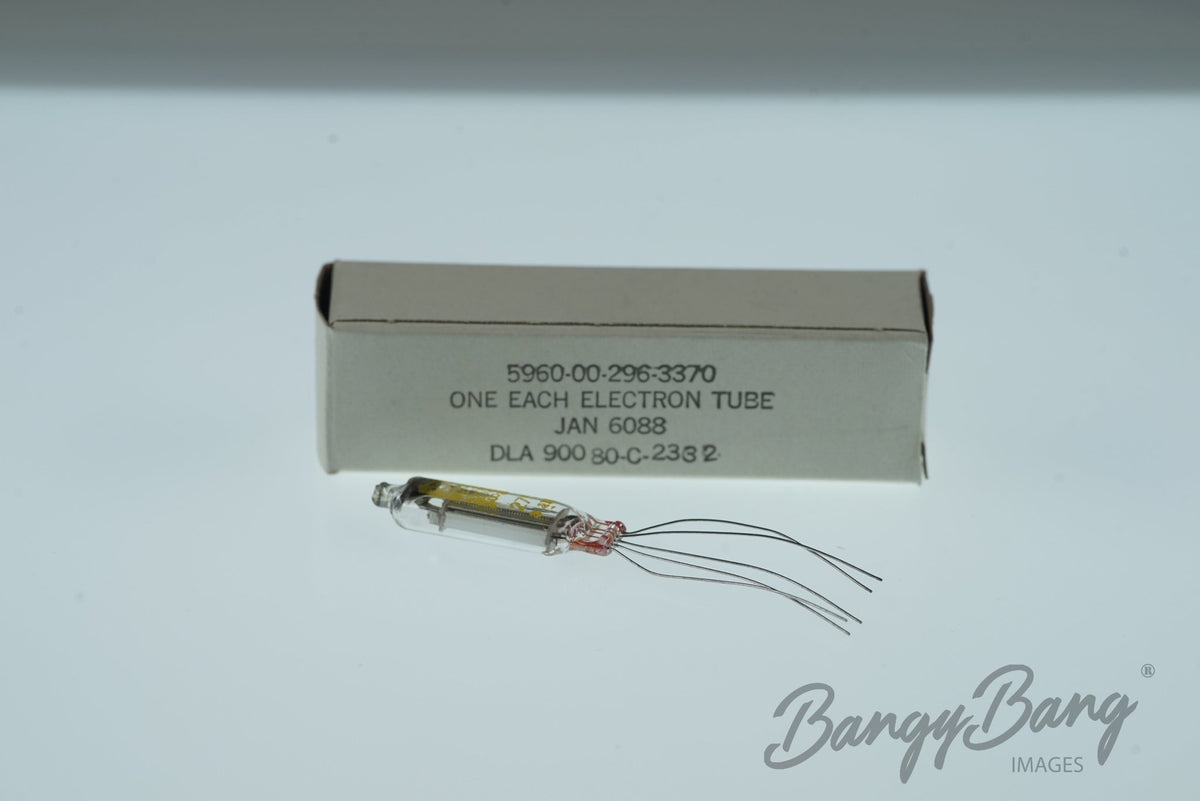 5960-00-296-3370
ONE EACH ELECTRON TUBE
JAN 6088
DLA 900 80-C-2332
BangyBang ®
IMAGES